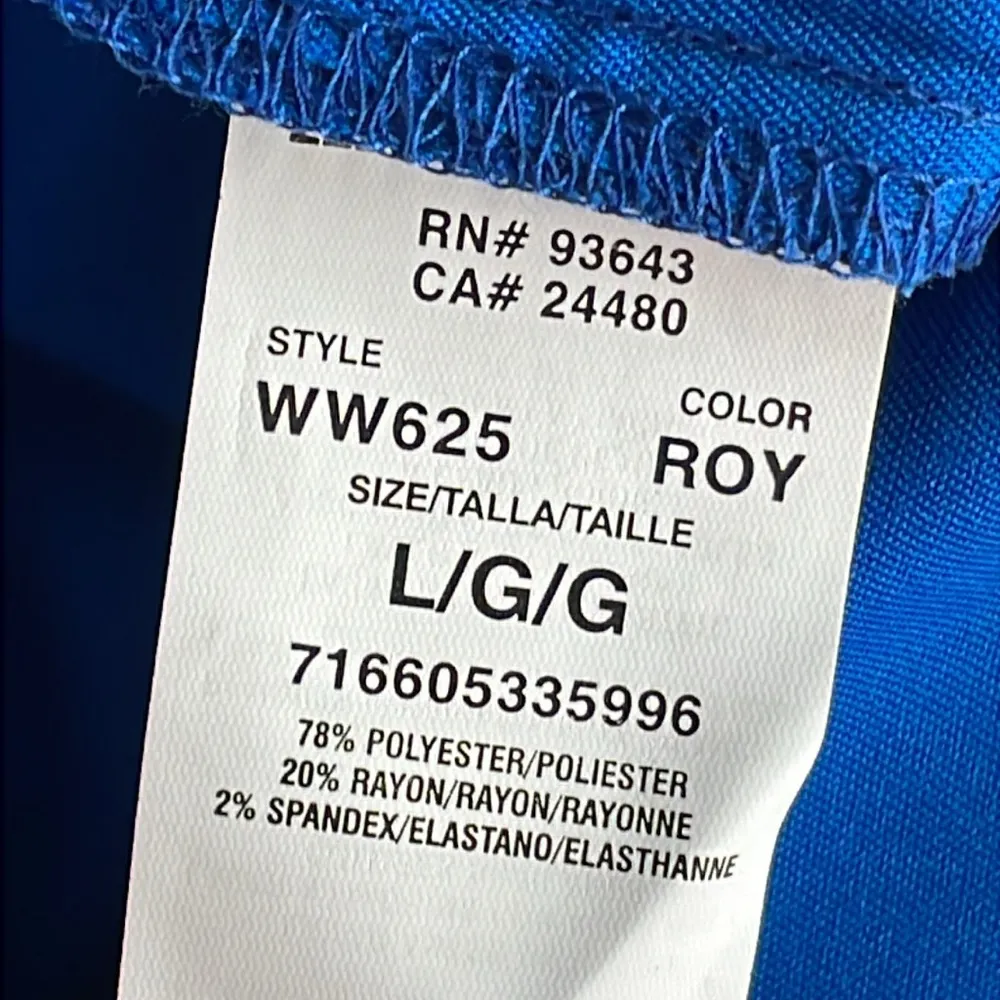 RN# 93643
CA# 24480
STYLE
WW625
COLOR
ROY
SIZE/TALLA/TAILLE
L/G/G
716605335996
78% POLYESTER/POLIESTER
20% RAYON/RAYON/RAYONNE
2% SPANDEX/ELASTANO/ELASTHANNE